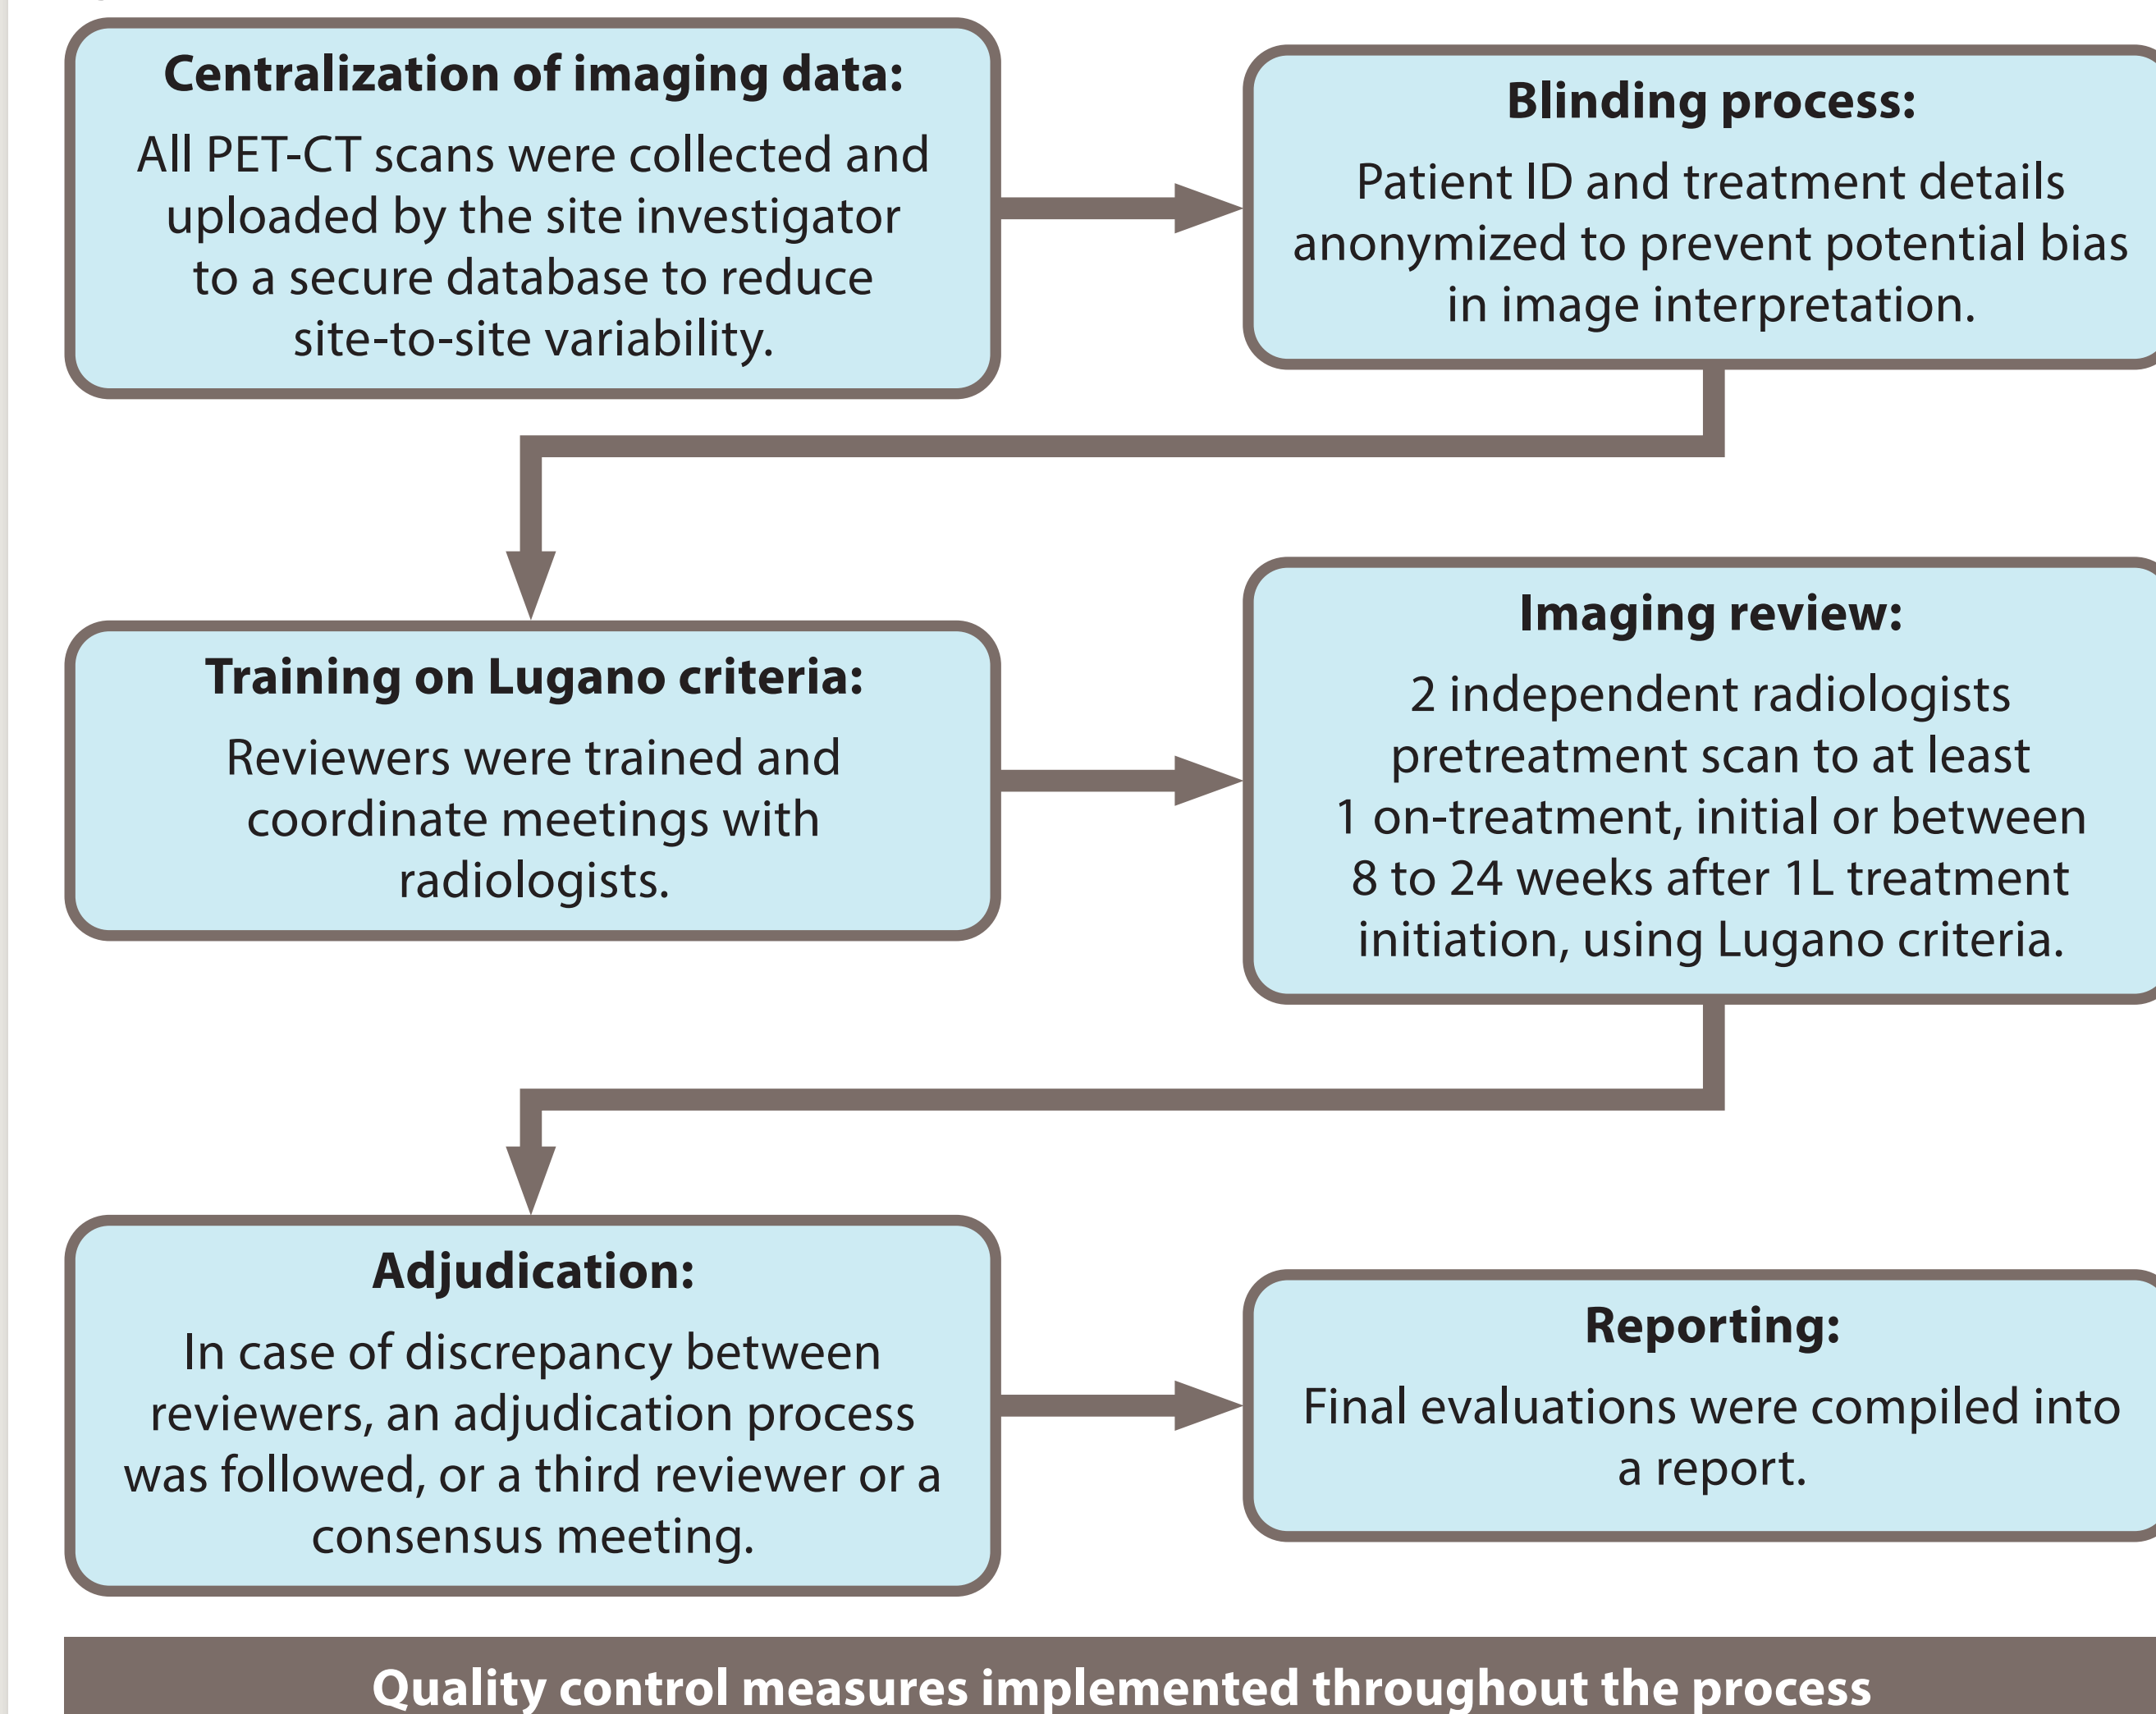 Centralization of imaging data:
All PET-CT scans were collected and
uploaded by the site investigator
to a secure database to reduce
site-to-site variability.
Blinding process:
Patient ID and treatment details
anonymized to prevent potential bias
in image interpretation.
Training on Lugano criteria:
Reviewers were trained and
coordinate meetings with
radiologists.
Imaging review:
2 independent radiologists
pretreatment scan to at least
1 on-treatment, initial or between
8 to 24 weeks after 1L treatment
initiation, using Lugano criteria.
Adjudication:
In case of discrepancy between
reviewers, an adjudication process
was followed, or a third reviewer or a
consensus meeting.
Reporting:
Final evaluations were compiled into
a report.
Quality control measures implemented throughout the process